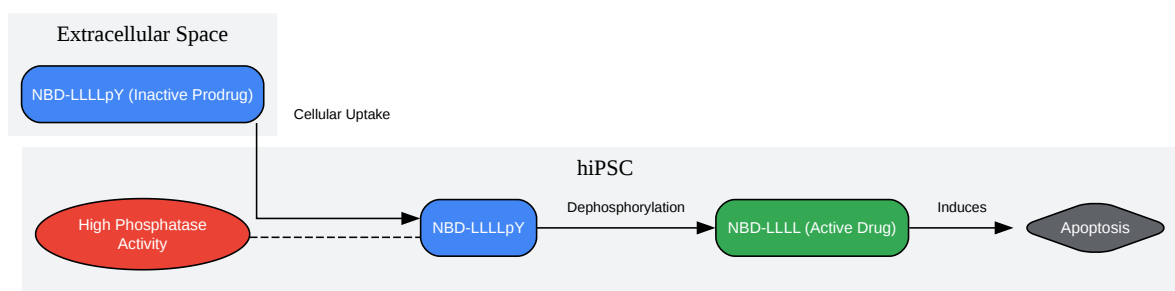 Extracellular Space
NBD-LLLLpY (Inactive Prodrug)
Cellular Uptake
hiPSC
High Phosphatase
Activity
NBD-LLLLpY
Dephosphorylation
NBD-LLLL (Active Drug)
Induces
Apoptosis